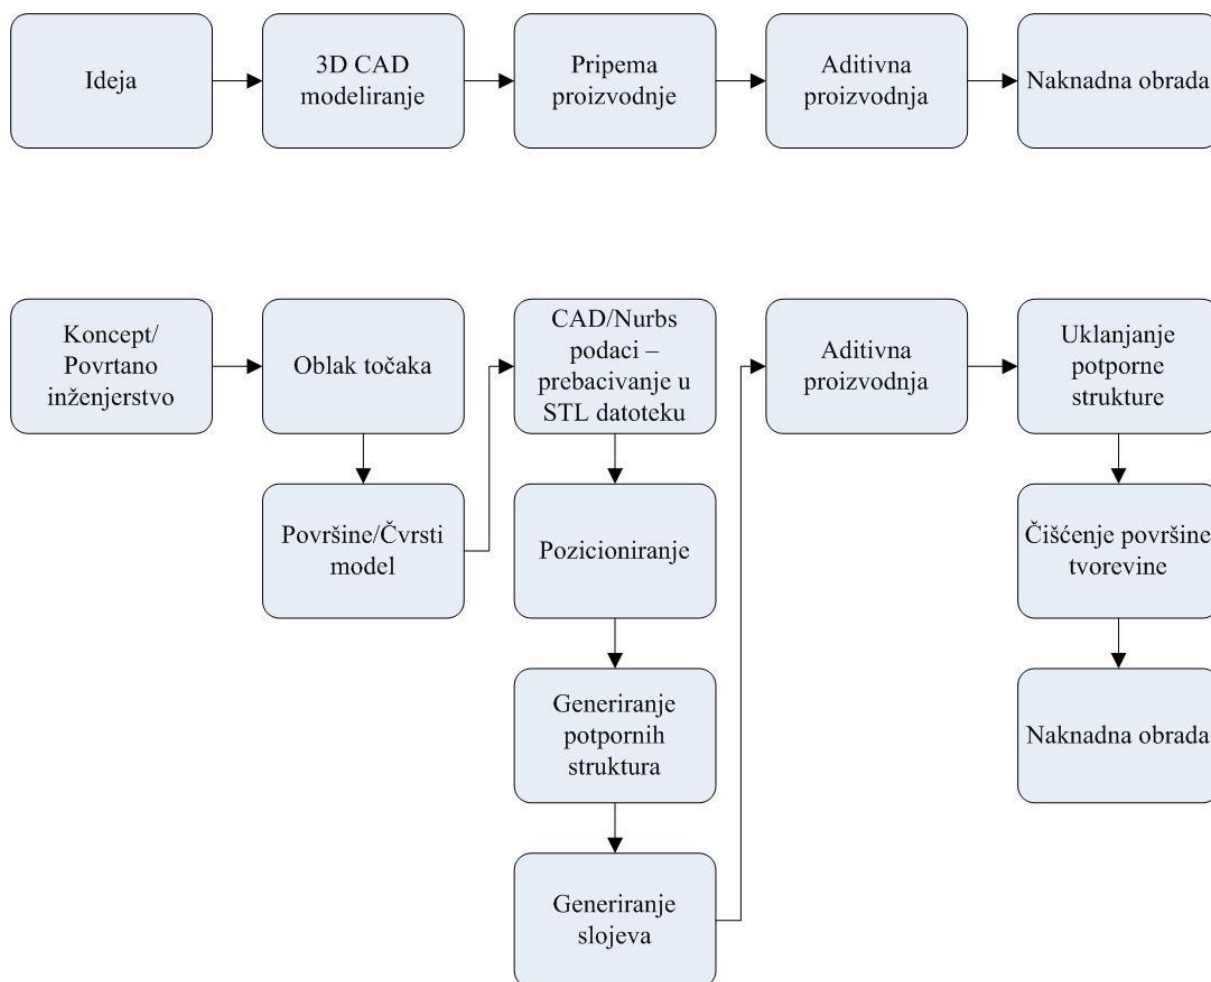 Ideja
3D CAD
modeliranje
Pripema
proizvodnje
Aditivna
proizvodnja
Naknadna obrada
Koncept/
Povrtano
inženjerstvo
Oblak točaka
Površine/Čvrsti
model
CAD/Nurbs
podaci –
prebacivanje u
STL datoteku
Pozicioniranje
Generiranje
potpornih
struktura
Generiranje
slojeva
Aditivna
proizvodnja
Uklanjanje
potporne
strukture
Čišćenje površine
tvorevine
Naknadna obrada